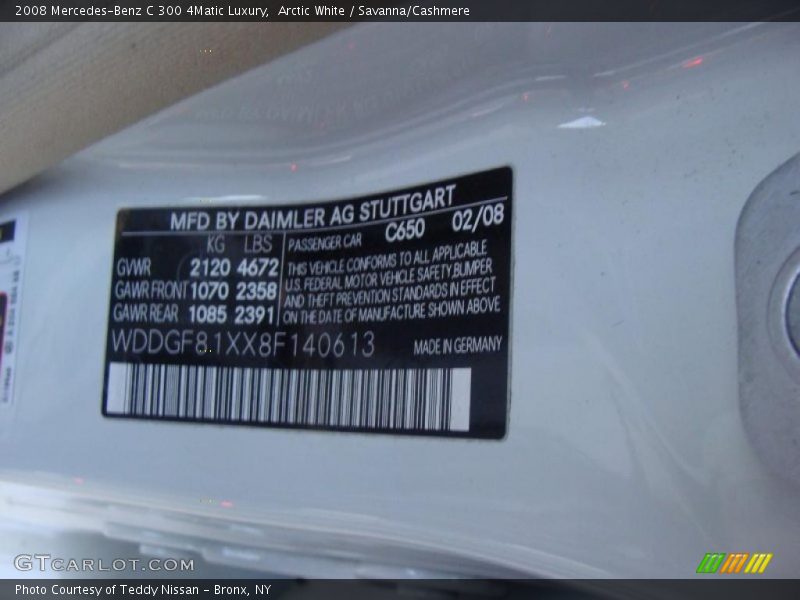 2008 Mercedes-Benz C 300 4Matic Luxury,  Arctic White / Savanna/Cashmere
MFD BY DAIMLER AG STUTTGART
KG LBS PASSENGER CAR C650 02/08
GVWR 2120 4672
GAWR FRONT 1070 2358
GAWR REAR 1085 2391
THIS VEHICLE CONFORMS TO ALL APPLICABLE
U.S. FEDERAL MOTOR VEHICLE SAFETY,BUMPER
AND THEFT PREVENTION STANDARDS IN EFFECT
ON THE DATE OF MANUFACTURE SHOWN ABOVE
WDDGF81XX8F140613 MADE IN GERMANY
GTCARLOT.COM
Photo Courtesy of Teddy Nissan - Bronx, NY